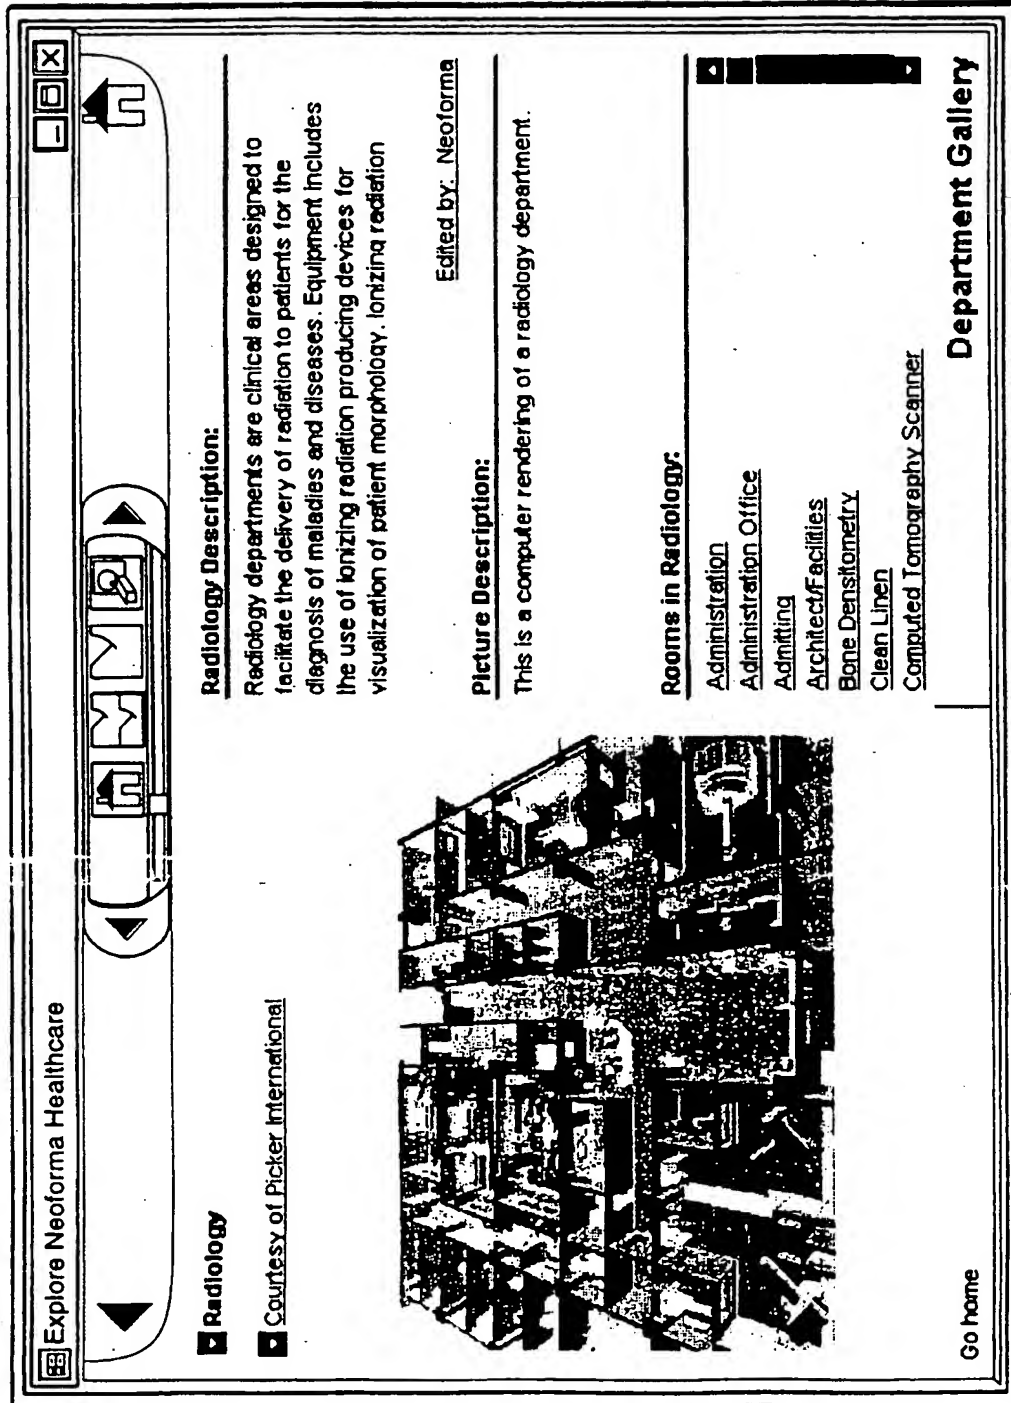 Explore Neoforma Healthcare
Radiology
Courtesy of Picker International
Radiology Description:
Radiology departments are clinical areas designed to
facilitate the delivery of radiation to patients for the
diagnosis of maladies and diseases. Equipment includes
the use of ionizing radiation producing devices for
visualization of patient morphology. Ionizing radiation
Edited by: Neoforma
Picture Description:
This is a computer rendering of a radiology department.
Rooms in Radiology:
Administration
Administration Office
Admitting
Architect/Facilities
Bone Densitometry
Clean Linen
Computed Tomography Scanner
Go home
Department Gallery